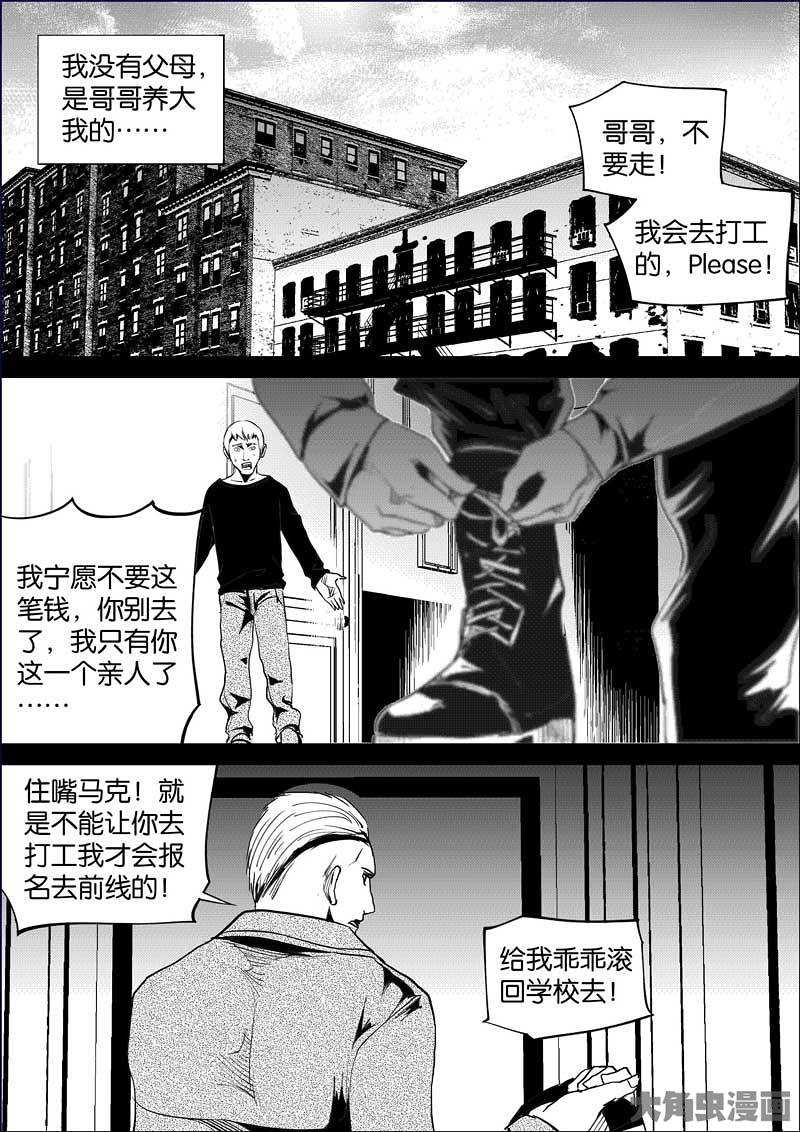 我没有父母，
是哥哥养大
我的……
哥哥，不
要走！
我会去打工
的，Please！
我宁愿不要这
笔钱，你别去
了，我只有你
这一个亲人了
……
住嘴马克！就
是不能让你去
打工我才会报
名去前线的！
给我乖乖滚
回学校去！
大角虫漫画